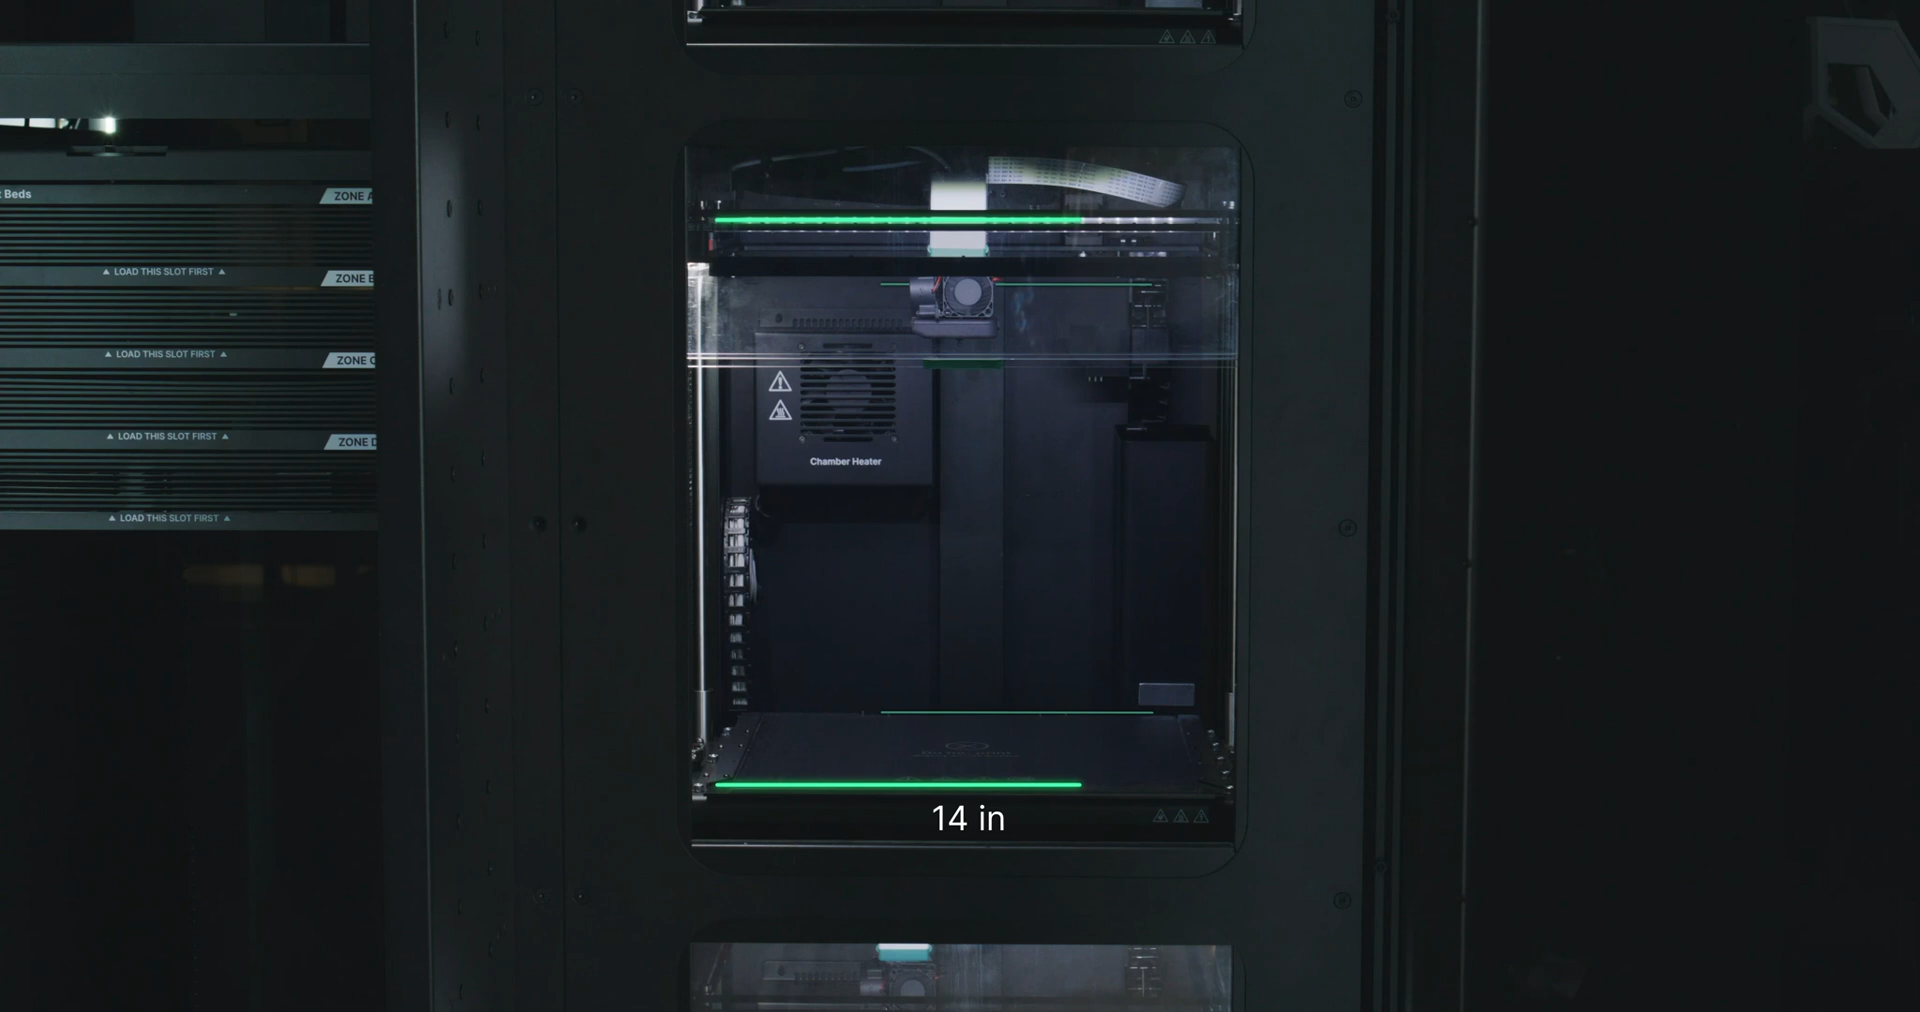 t Beds
ZONE A
▲ LOAD THIS SLOT FIRST ▲
ZONE B
▲ LOAD THIS SLOT FIRST ▲
ZONE C
▲ LOAD THIS SLOT FIRST ▲
ZONE D
▲ LOAD THIS SLOT FIRST ▲
Chamber Heater
14 in